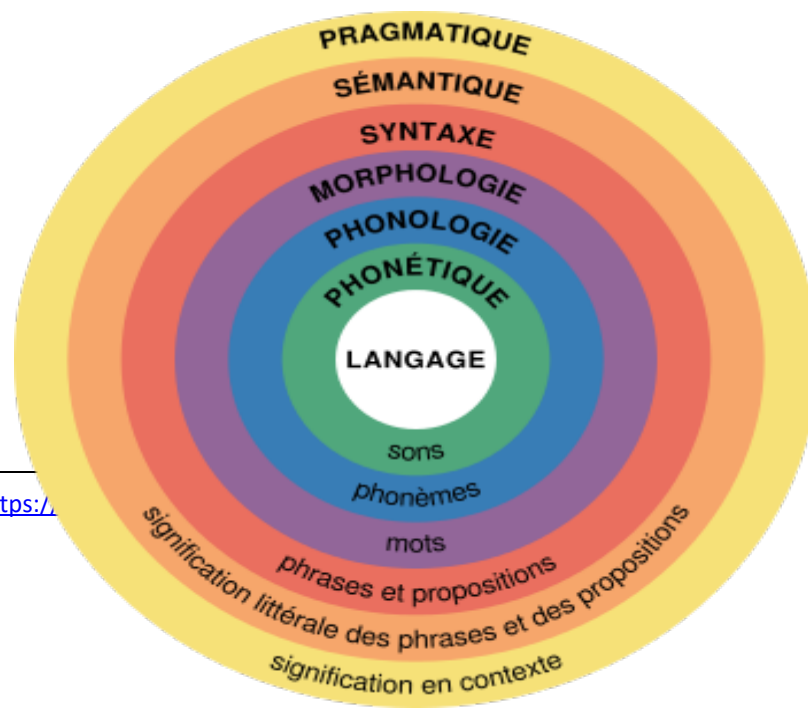 PRAGMATIQUE
SÉMANTIQUE
SYNTAXE
MORPHOLOGIE
PHONOLOGIE
PHONÉTIQUE
LANGAGE
sons
phonèmes
mots
phrases et propositions
signification littérale des phrases et des propositions
signification en contexte
tps://